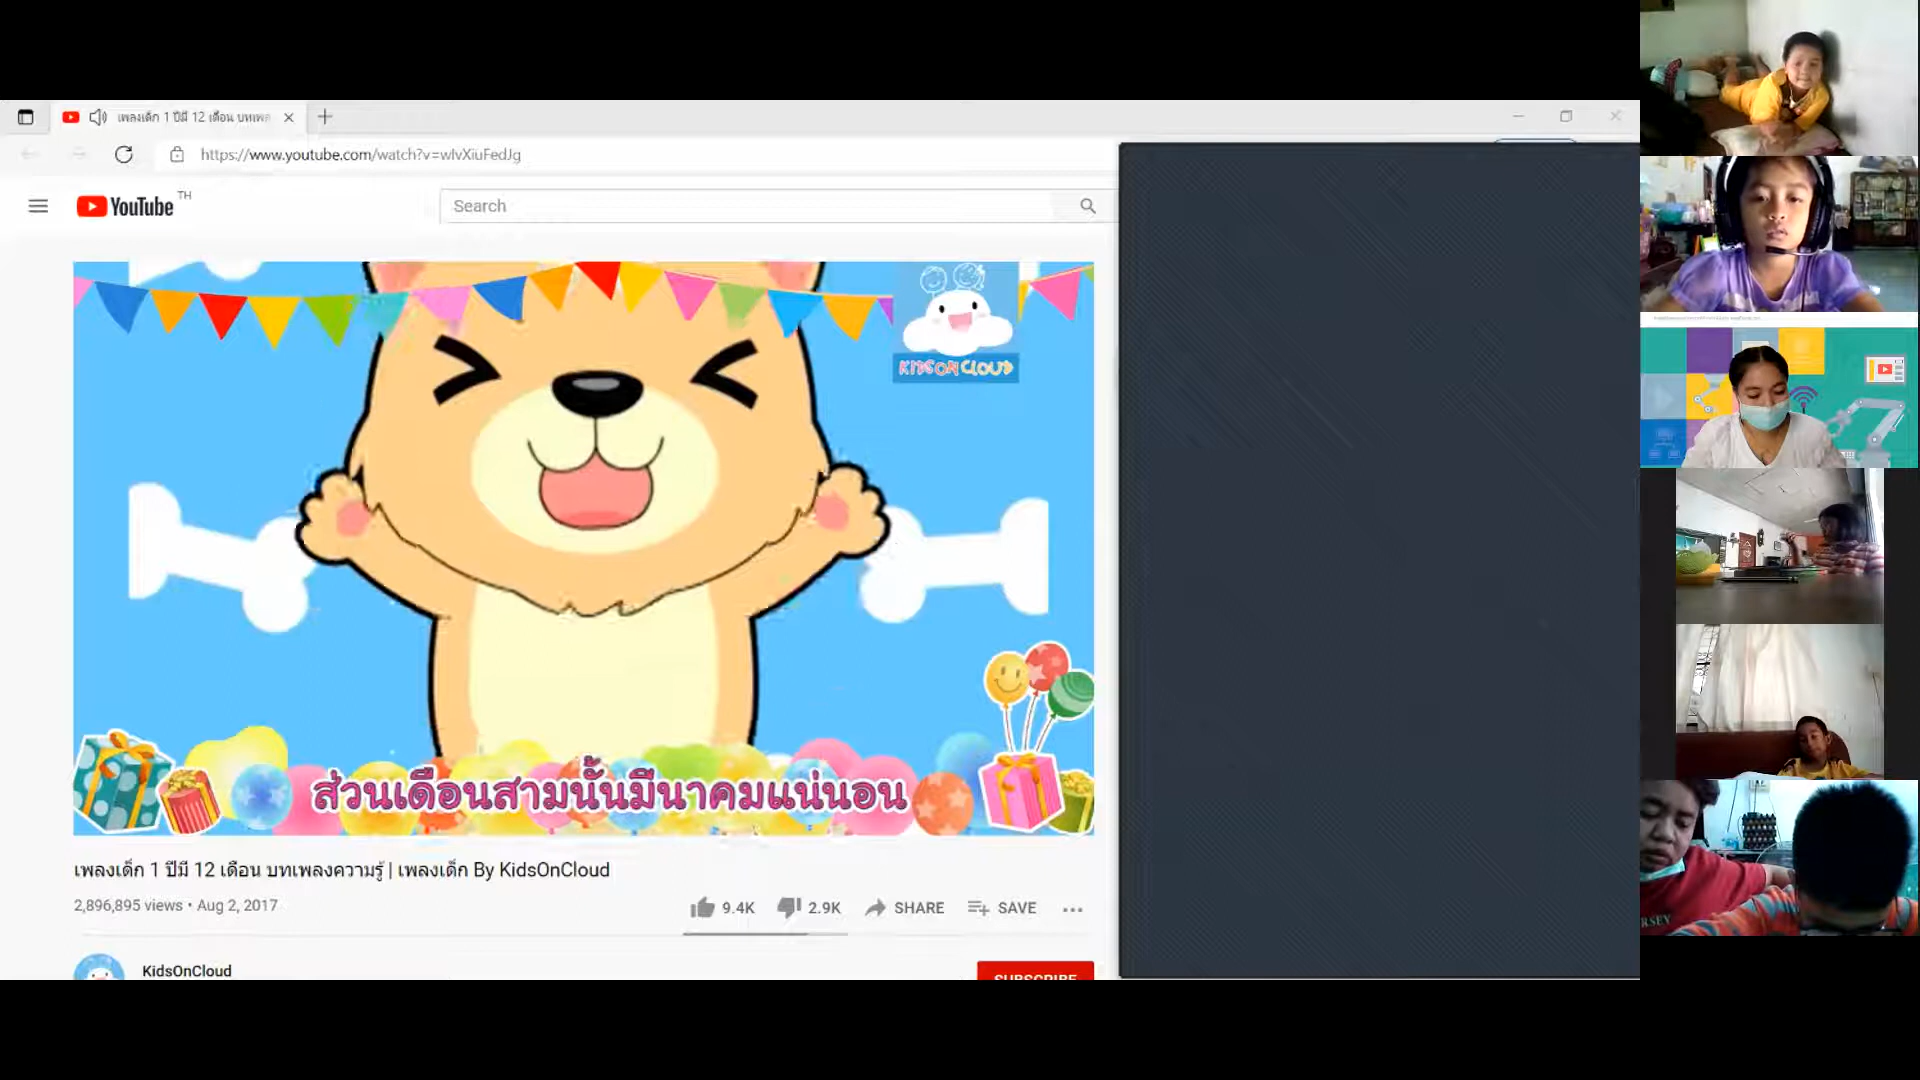 เพลงเด็ก 1 ปีมี 12 เดือน บทเพล
https://www.youtube.com/watch?v=wIvXiuFedJg
YouTube TH
Search
KIDSONCLOUD
ส่วนเดือนสามนั้นมีนาคมแน่นอน
เพลงเด็ก 1 ปีมี 12 เดือน บทเพลงความรู้ | เพลงเด็ก By KidsOnCloud
2,896,895 views • Aug 2, 2017
9.4K
2.9K
SHARE
SAVE
KidsOnCloud
SUBSCRIBE